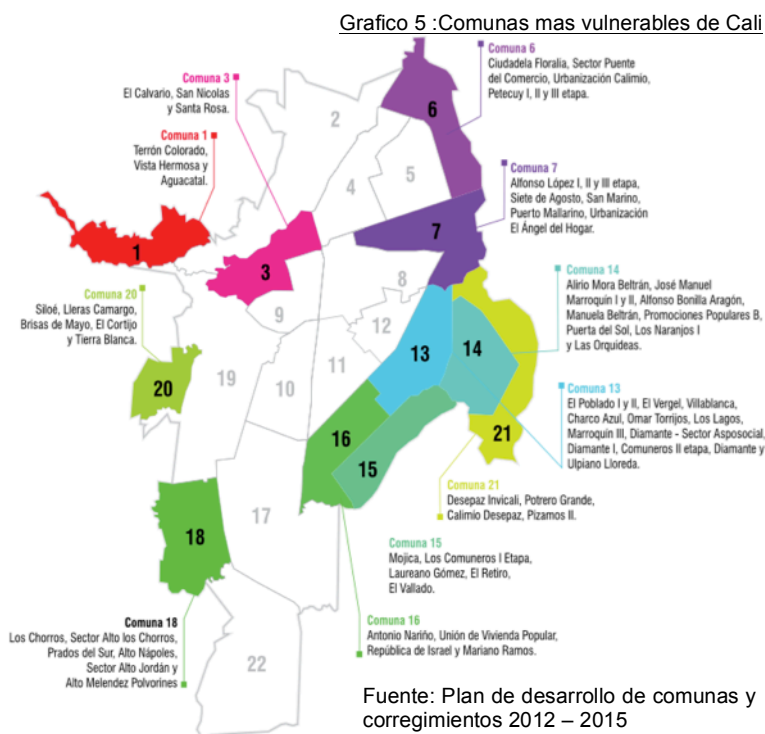 Grafico 5 :Comunas mas vulnerables de Cali
Comuna 6
Ciudadela Floralia, Sector Puente
del Comercio, Urbanización Calimio,
Petecuy I, II y III etapa.
Comuna 3
El Calvario, San Nicolas
y Santa Rosa.
Comuna 1
Terrón Colorado,
Vista Hermosa y
Aguacatal.
Comuna 7
Alfonso López I, II y III etapa,
Siete de Agosto, San Marino,
Puerto Mallarino, Urbanización
El Ángel del Hogar.
Comuna 20
Siloé, Lleras Camargo,
Brisas de Mayo, El Cortijo
y Tierra Blanca.
Comuna 14
Alirio Mora Beltrán, José Manuel
Marroquín I y II, Alfonso Bonilla Aragón,
Manuela Beltrán, Promociones Populares B,
Puerta del Sol, Los Naranjos I
y Las Orquideas.
Comuna 13
El Poblado I y II, El Vergel, Villablanca,
Charco Azul, Omar Torrijos, Los Lagos,
Marroquín III, Diamante - Sector Asposocial,
Diamante I, Comuneros II etapa, Diamante y
Ulpiano Lloreda.
Comuna 21
Desepaz Invicali, Potrero Grande,
Calimio Desepaz, Pizamos II.
Comuna 15
Mojica, Los Comuneros I Etapa,
Laureano Gómez, El Retiro,
El Vallado.
Comuna 16
Antonio Nariño, Unión de Vivienda Popular,
República de Israel y Mariano Ramos.
Comuna 18
Los Chorros, Sector Alto los Chorros,
Prados del Sur, Alto Nápoles,
Sector Alto Jordán y
Alto Melendez Polvorines
6
2
5
4
7
1
3
8
9
12
13
14
11
10
19
20
21
16
15
17
18
22
Fuente: Plan de desarrollo de comunas y
corregimientos 2012 – 2015